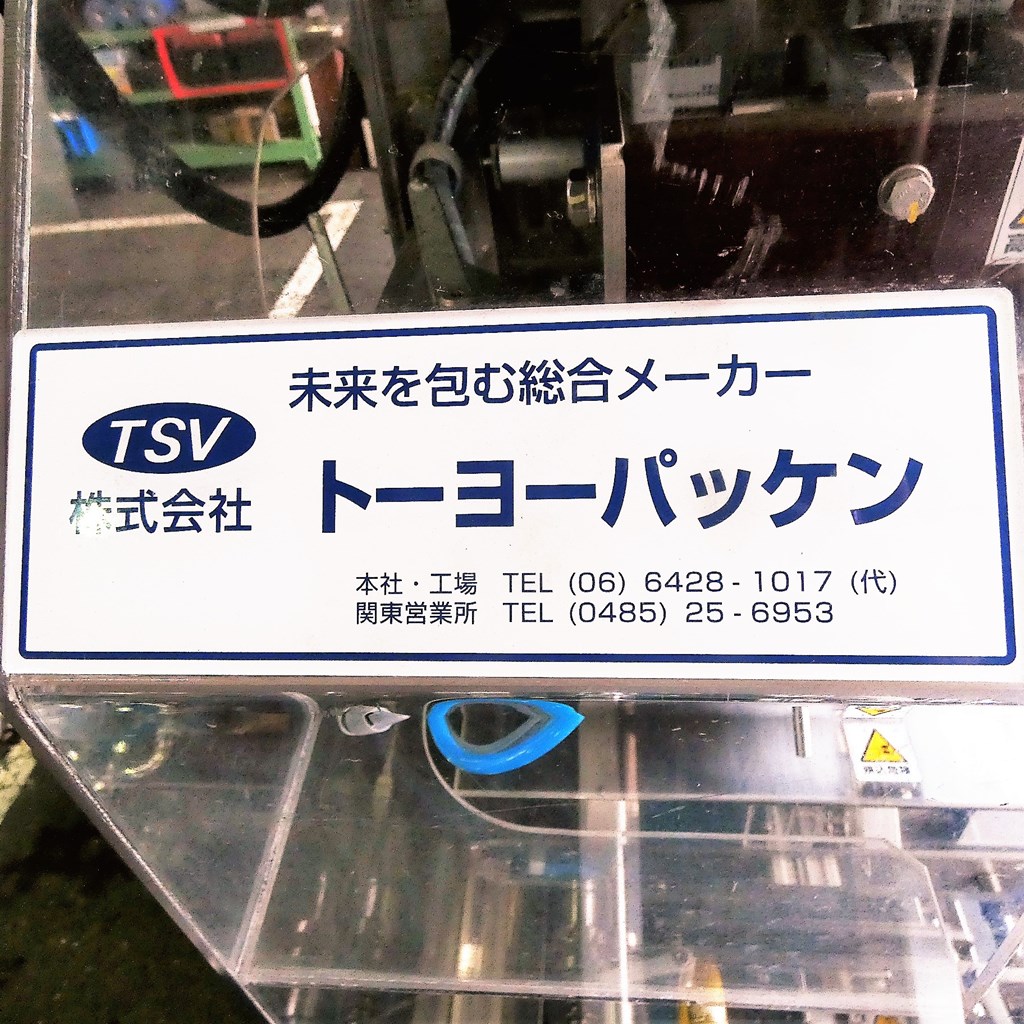 未来を包む総合メーカー
TSV
株式会社 トーヨーパッケン
本社・工場 TEL (06) 6428-1017 (代)
関東営業所 TEL (0485) 25-6953